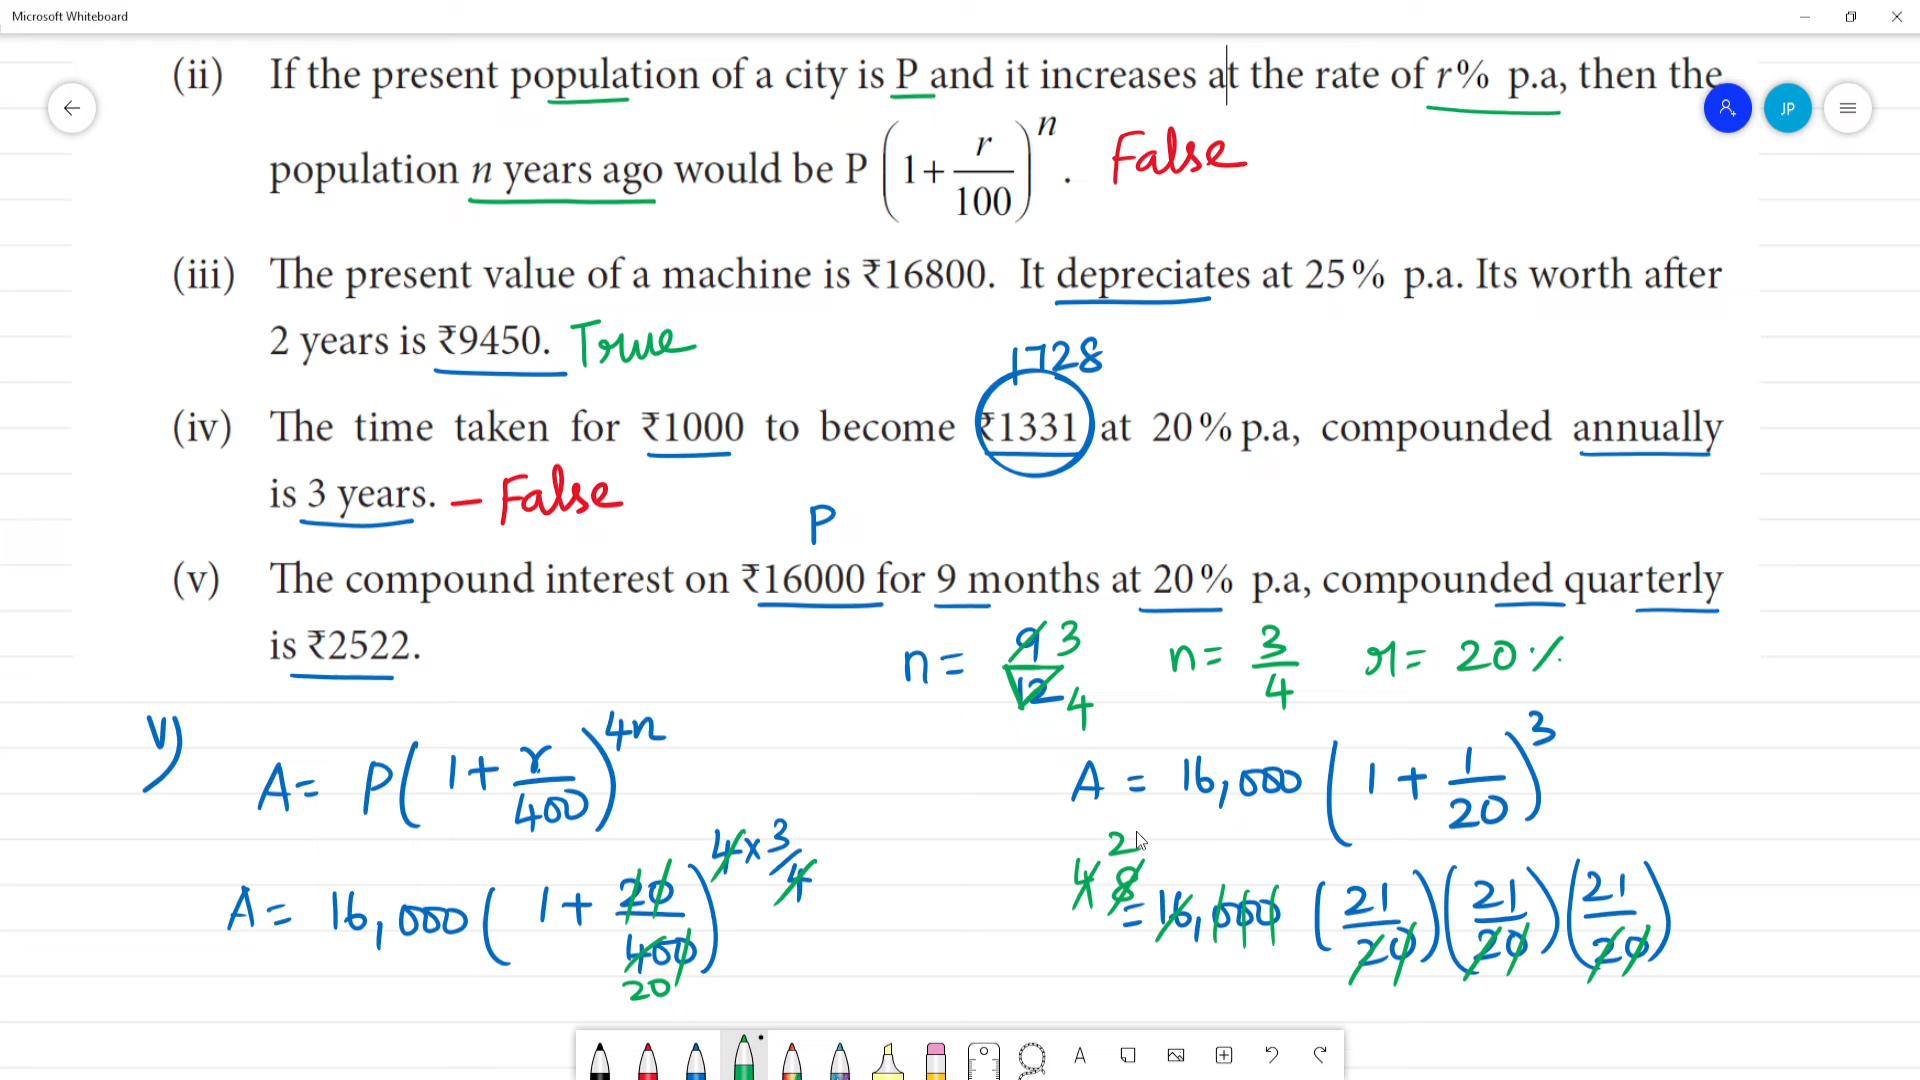 Microsoft Whiteboard
(ii) If the present population of a city is P and it increases at the rate of r% p.a, then the
population n years ago would be P (1 + r/100)^n. False
JP
(iii) The present value of a machine is ₹16800. It depreciates at 25% p.a. Its worth after
2 years is ₹9450. True
1728
(iv) The time taken for ₹1000 to become ₹1331 at 20% p.a, compounded annually
is 3 years. - False
P
(v) The compound interest on ₹16000 for 9 months at 20% p.a, compounded quarterly
is ₹2522.
n = 9/12 3/4 n = 3/4 r = 20%
v) A = P(1 + r/400)^4n
A = 16,000 (1 + 20/400)^4×3/4
20
A = 16,000 (1 + 1/20)^3
4 8 2
= 16,000 (21/20)(21/20)(21/20)
A